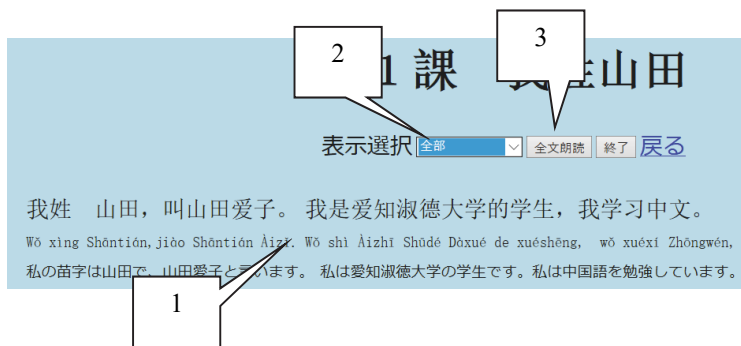 2
3
1 課 我姓山田
表示選択 全部 全文朗読 終了 戻る
我姓 山田，叫山田爱子。 我是爱知淑德大学的学生，我学习中文。
Wǒ xìng Shāntián, jiào Shāntián Àizǐ. Wǒ shì Àizhī Shūdé Dàxué de xuéshēng, wǒ xuéxí Zhōngwén,
私の苗字は山田で、山田愛子と言います。 私は愛知淑徳大学の学生です。私は中国語を勉強しています。
1